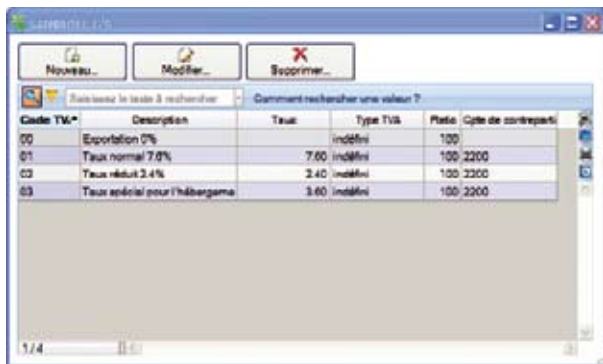 Nouveau... Modifier... Supprimer...
Saisissez le texte à rechercher Comment rechercher une valeur ?
Code TV. Description Taux Type TVA Ratio Cpte de contreparti
00 Exportation 0% indéfini 100
01 Taux normal 7.6% 7.60 indéfini 100 2200
02 Taux réduit 2.4% 2.40 indéfini 100 2200
03 Taux spécial pour l'hébergeme 3.60 indéfini 100 2200
1/4